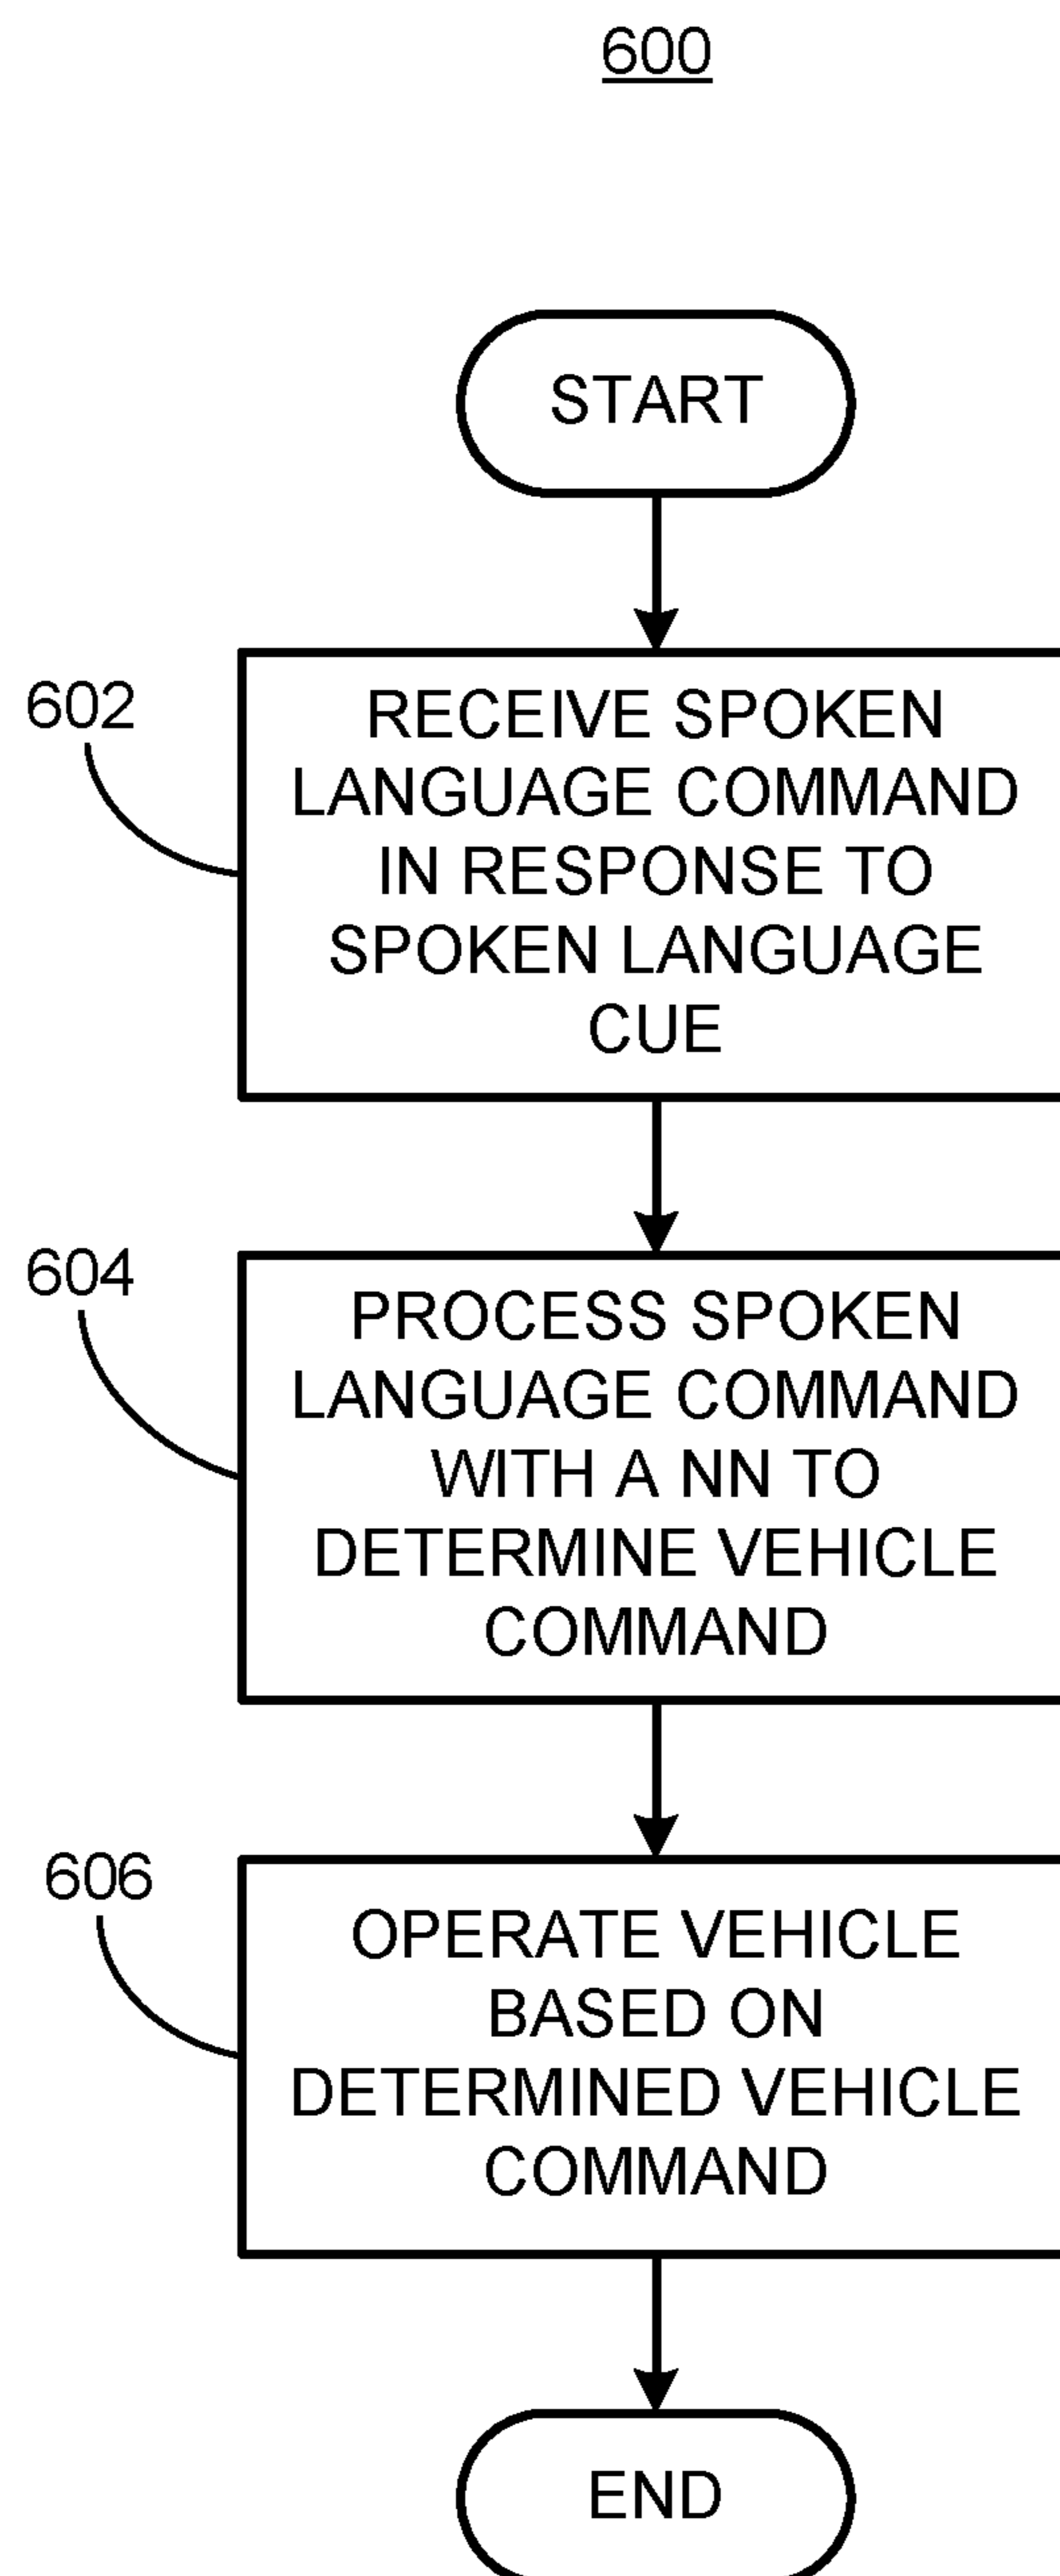 600
START
602
RECEIVE SPOKEN
LANGUAGE COMMAND
IN RESPONSE TO
SPOKEN LANGUAGE
CUE
604
PROCESS SPOKEN
LANGUAGE COMMAND
WITH A NN TO
DETERMINE VEHICLE
COMMAND
606
OPERATE VEHICLE
BASED ON
DETERMINED VEHICLE
COMMAND
END